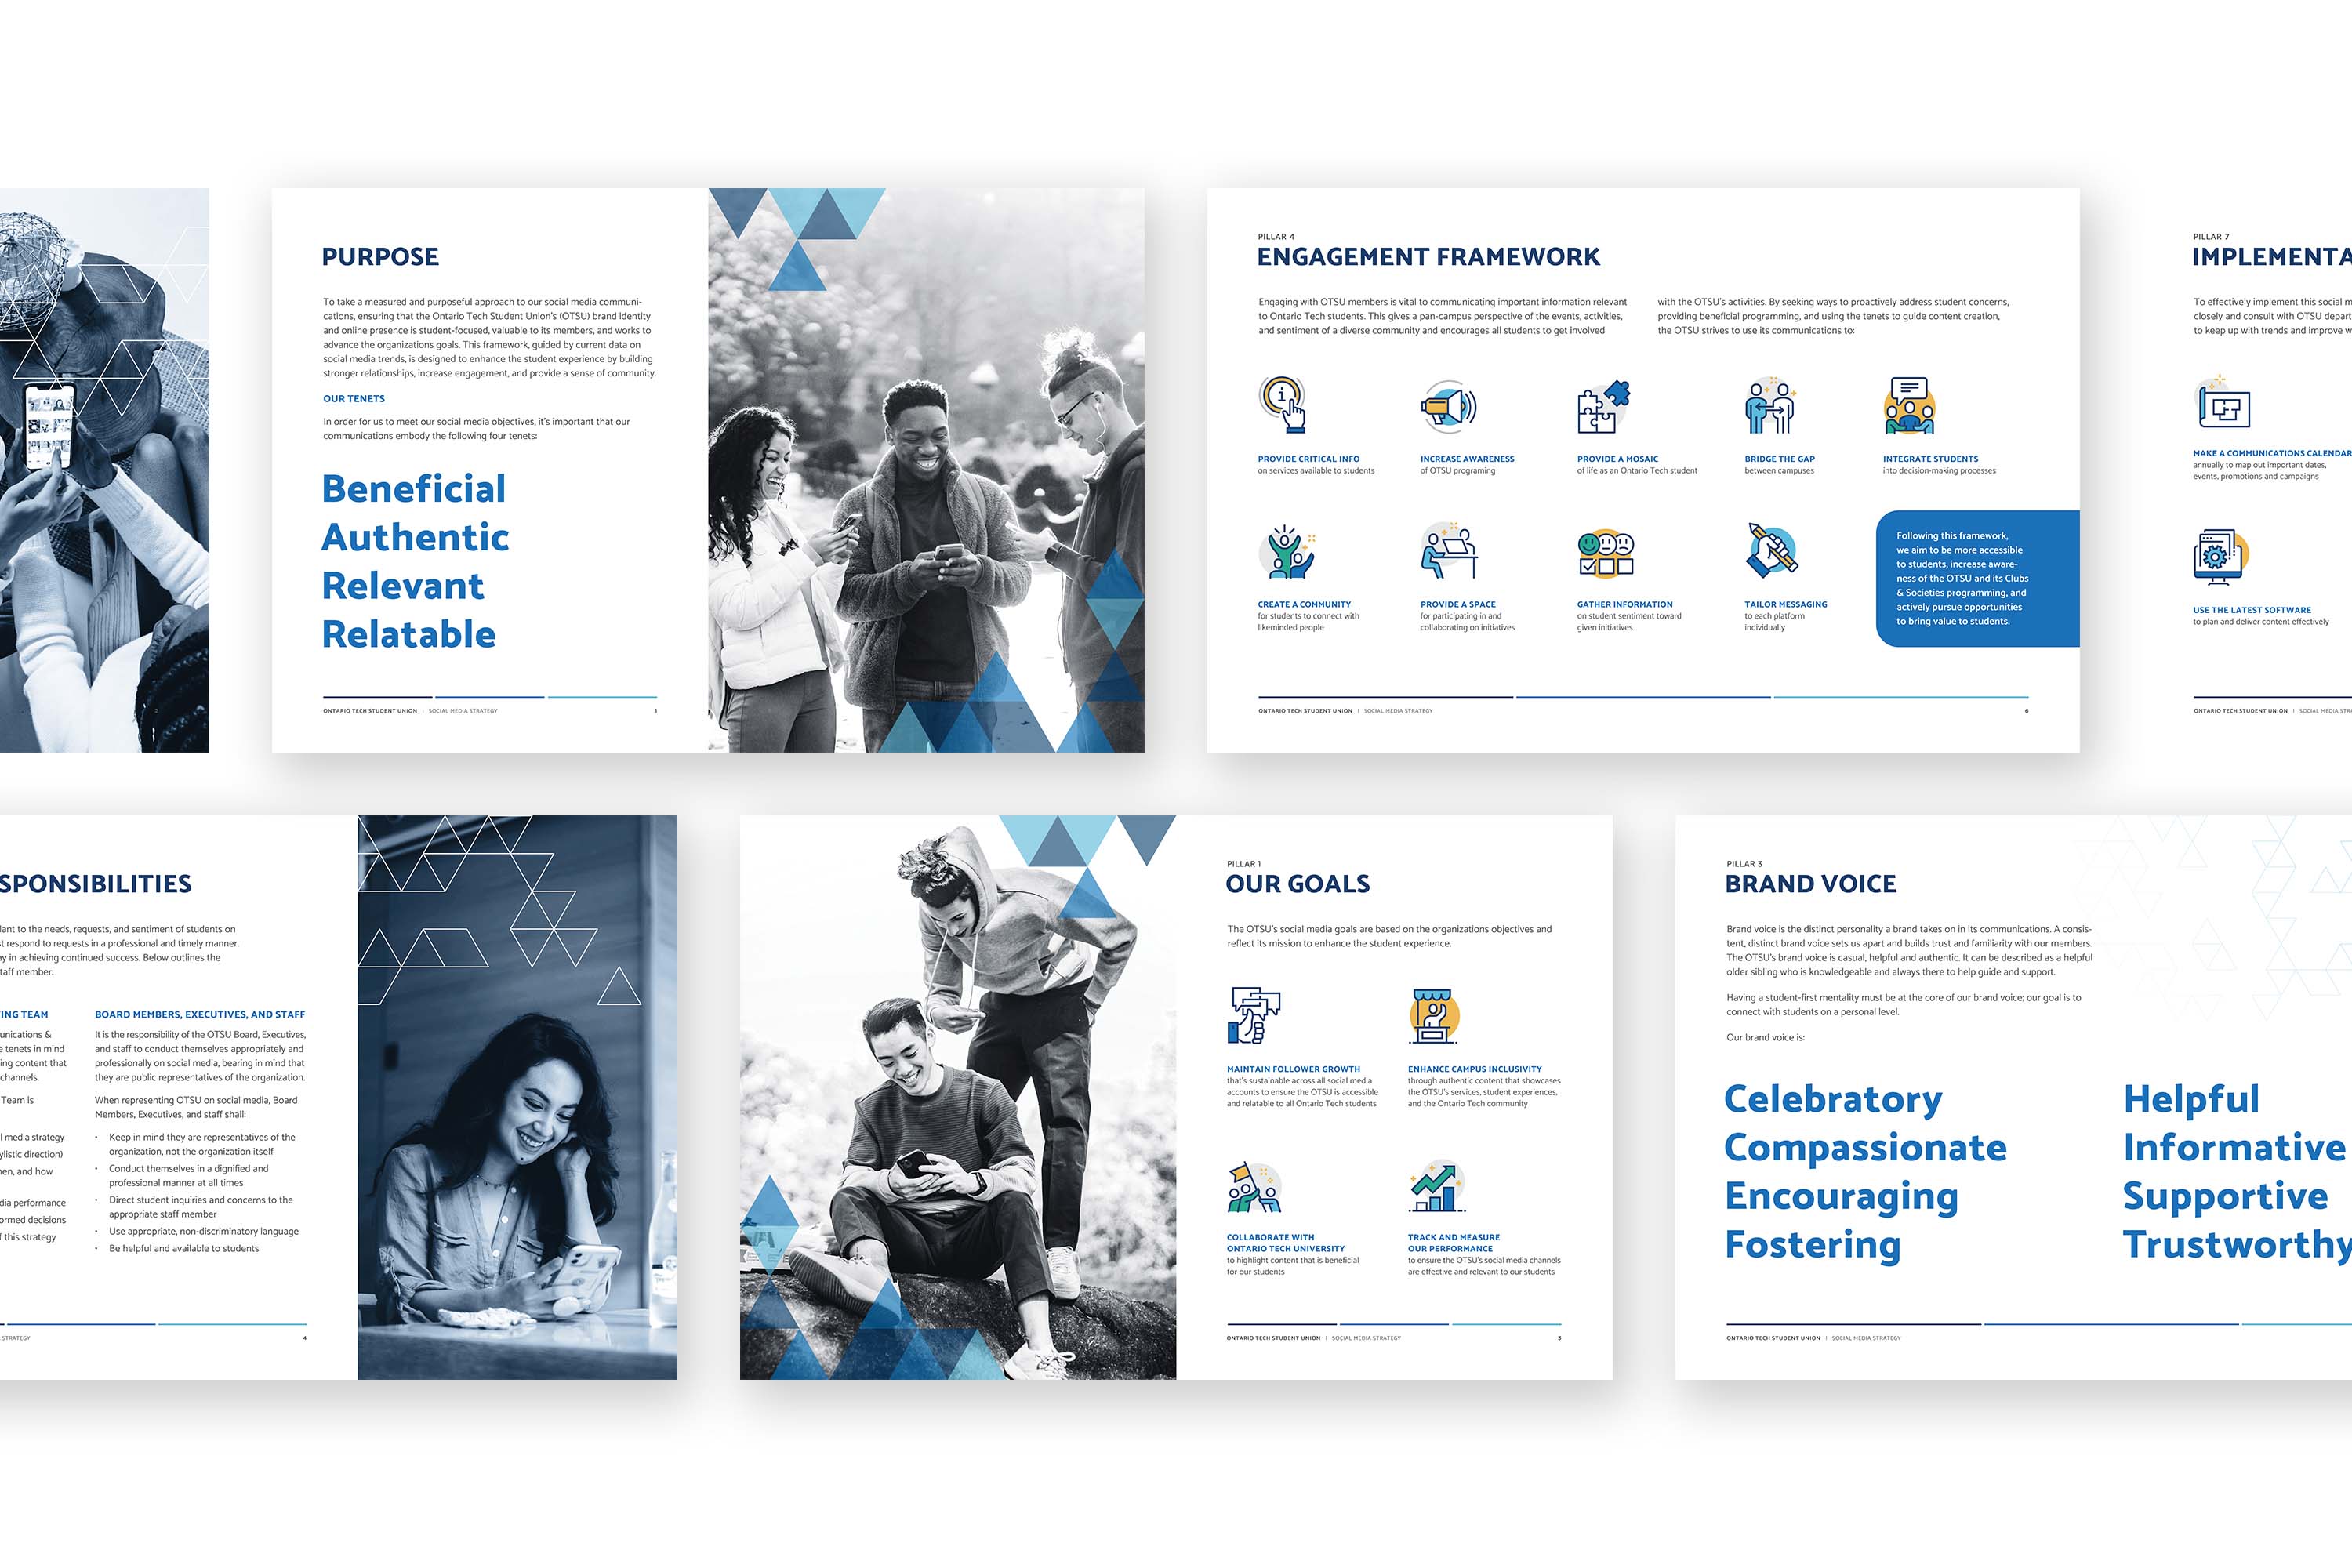 PURPOSE
To take a measured and purposeful approach to our social media communi-
cations, ensuring that the Ontario Tech Student Union's (OTSU) brand identity
and online presence is student-focused, valuable to its members, and works to
advance the organizations goals. This framework, guided by current data on
social media trends, is designed to enhance the student experience by building
stronger relationships, increase engagement, and provide a sense of community.
OUR TENETS
In order for us to meet our social media objectives, it's important that our
communications embody the following four tenets:
Beneficial
Authentic
Relevant
Relatable
ONTARIO TECH STUDENT UNION | SOCIAL MEDIA STRATEGY 1
PILLAR 4
ENGAGEMENT FRAMEWORK
Engaging with OTSU members is vital to communicating important information relevant
to Ontario Tech students. This gives a pan-campus perspective of the events, activities,
and sentiment of a diverse community and encourages all students to get involved
with the OTSU's activities. By seeking ways to proactively address student concerns,
providing beneficial programming, and using the tenets to guide content creation,
the OTSU strives to use its communications to:
PROVIDE CRITICAL INFO
on services available to students
INCREASE AWARENESS
of OTSU programing
PROVIDE A MOSAIC
of life as an Ontario Tech student
BRIDGE THE GAP
between campuses
INTEGRATE STUDENTS
into decision-making processes
CREATE A COMMUNITY
for students to connect with
likeminded people
PROVIDE A SPACE
for participating in and
collaborating on initiatives
GATHER INFORMATION
on student sentiment toward
given initiatives
TAILOR MESSAGING
to each platform
individually
Following this framework,
we aim to be more accessible
to students, increase aware-
ness of the OTSU and its Clubs
& Societies programming, and
actively pursue opportunities
to bring value to students.
ONTARIO TECH STUDENT UNION | SOCIAL MEDIA STRATEGY 6
PILLAR 7
IMPLEMENTA
To effectively implement this social m
closely and consult with OTSU depart
to keep up with trends and improve w
MAKE A COMMUNICATIONS CALENDAR
annually to map out important dates,
events, promotions and campaigns
USE THE LATEST SOFTWARE
to plan and deliver content effectively
ONTARIO TECH STUDENT UNION | SOCIAL MEDIA STRA
SPONSIBILITIES
lant to the needs, requests, and sentiment of students on
st respond to requests in a professional and timely manner.
y in achieving continued success. Below outlines the
taff member:
ING TEAM
unications &
e tenets in mind
ing content that
channels.
Team is
l media strategy
ylistic direction)
hen, and how
dia performance
ormed decisions
f this strategy
BOARD MEMBERS, EXECUTIVES, AND STAFF
It is the responsibility of the OTSU Board, Executives,
and staff to conduct themselves appropriately and
professionally on social media, bearing in mind that
they are public representatives of the organization.
When representing OTSU on social media, Board
Members, Executives, and staff shall:
• Keep in mind they are representatives of the
organization, not the organization itself
• Conduct themselves in a dignified and
professional manner at all times
• Direct student inquiries and concerns to the
appropriate staff member
• Use appropriate, non-discriminatory language
• Be helpful and available to students
STRATEGY 4
PILLAR 1
OUR GOALS
The OTSU's social media goals are based on the organizations objectives and
reflect its mission to enhance the student experience.
MAINTAIN FOLLOWER GROWTH
that's sustainable across all social media
accounts to ensure the OTSU is accessible
and relatable to all Ontario Tech students
ENHANCE CAMPUS INCLUSIVITY
through authentic content that showcases
the OTSU's services, student experiences,
and the Ontario Tech community
COLLABORATE WITH
ONTARIO TECH UNIVERSITY
to highlight content that is beneficial
for our students
TRACK AND MEASURE
OUR PERFORMANCE
to ensure the OTSU's social media channels
are effective and relevant to our students
ONTARIO TECH STUDENT UNION | SOCIAL MEDIA STRATEGY 3
PILLAR 3
BRAND VOICE
Brand voice is the distinct personality a brand takes on in its communications. A consis-
tent, distinct brand voice sets us apart and builds trust and familiarity with our members.
The OTSU's brand voice is casual, helpful and authentic. It can be described as a helpful
older sibling who is knowledgeable and always there to help guide and support.
Having a student-first mentality must be at the core of our brand voice; our goal is to
connect with students on a personal level.
Our brand voice is:
Celebratory
Compassionate
Encouraging
Fostering
Helpful
Informative
Supportive
Trustworthy
ONTARIO TECH STUDENT UNION | SOCIAL MEDIA STRATEGY